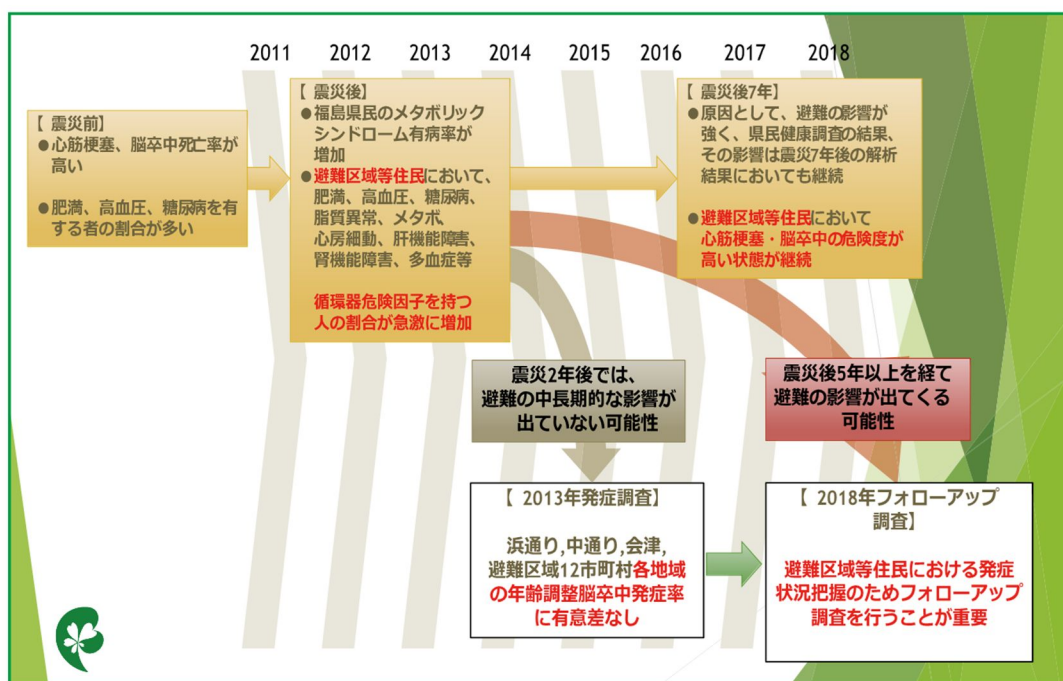 2011 2012 2013 2014 2015 2016 2017 2018
【 震災前】
●心筋梗塞、脳卒中死亡率が
高い
●肥満、高血圧、糖尿病を有
する者の割合が多い
【 震災後】
●福島県民のメタボリック
シンドローム有病率が
増加
●避難区域等住民において、
肥満、高血圧、糖尿病、
脂質異常、メタボ、
心房細動、肝機能障害、
腎機能障害、多血症等
循環器危険因子を持つ
人の割合が急激に増加
【 震災後7年】
●原因として、避難の影響が
強く、県民健康調査の結果、
その影響は震災7年後の解析
結果においても継続
●避難区域等住民において
心筋梗塞・脳卒中の危険度が
高い状態が継続
震災2年後では、
避難の中長期的な影響が
出ていない可能性
震災後5年以上を経て
避難の影響が出てくる
可能性
【 2013年発症調査】
浜通り,中通り,会津,
避難区域12市町村各地域
の年齢調整脳卒中発症率
に有意差なし
【 2018年フォローアップ
調査】
避難区域等住民における発症
状況把握のためフォローアップ
調査を行うことが重要